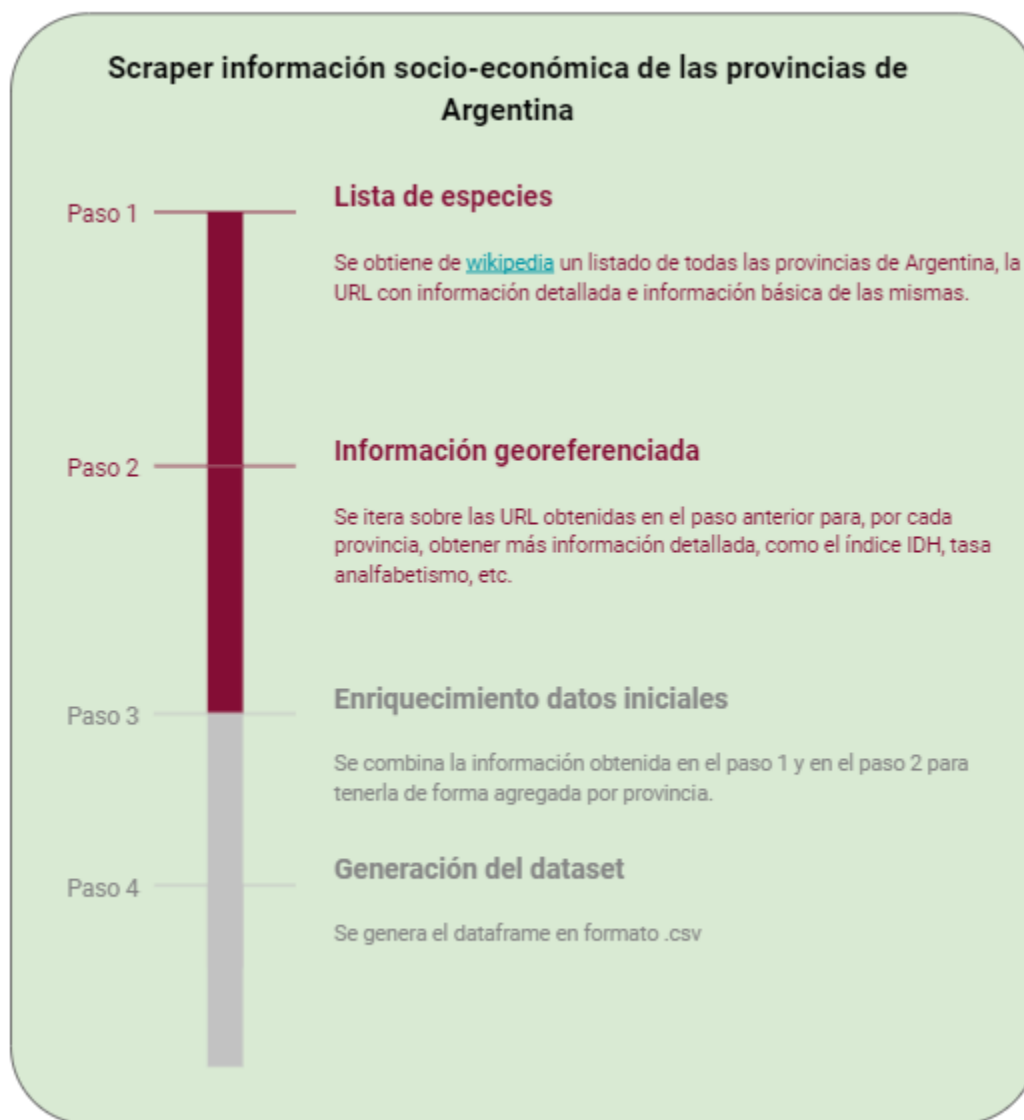 Scraper información socio-económica de las provincias de
Argentina
Paso 1
Lista de especies
Se obtiene de wikipedia un listado de todas las provincias de Argentina, la
URL con información detallada e información básica de las mismas.
Paso 2
Información georeferenciada
Se itera sobre las URL obtenidas en el paso anterior para, por cada
provincia, obtener más información detallada, como el índice IDH, tasa
analfabetismo, etc.
Paso 3
Enriquecimiento datos iniciales
Se combina la información obtenida en el paso 1 y en el paso 2 para
tenerla de forma agregada por provincia.
Paso 4
Generación del dataset
Se genera el dataframe en formato .csv